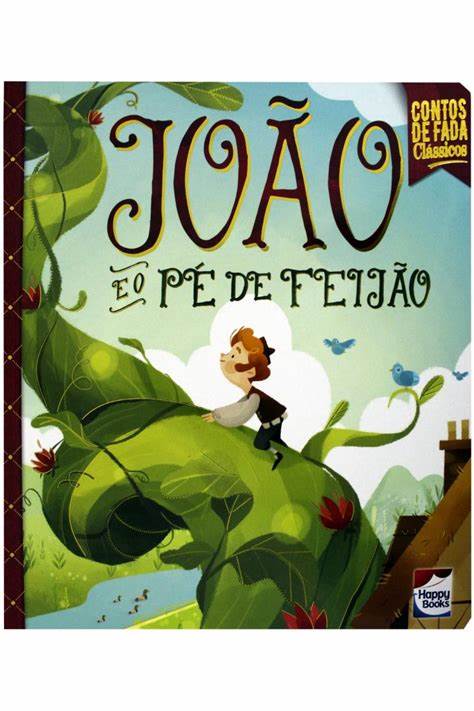 JOÃO
E O PÉ DE FEIJÃO
CONTOS
DE FADA
Clássicos
Happy
Books